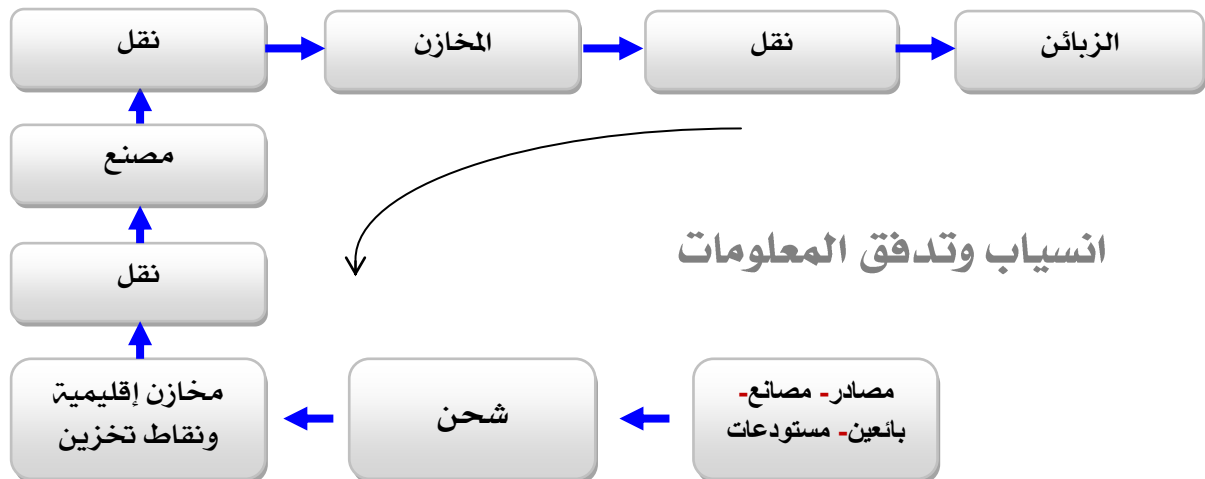 الزبائن
نقل
المخازن
نقل
مصنع
انسياب وتدفق المعلومات
نقل
مصادر- مصانع-
بائعين- مستودعات
شحن
مخازن إقليمية
ونقاط تخزين